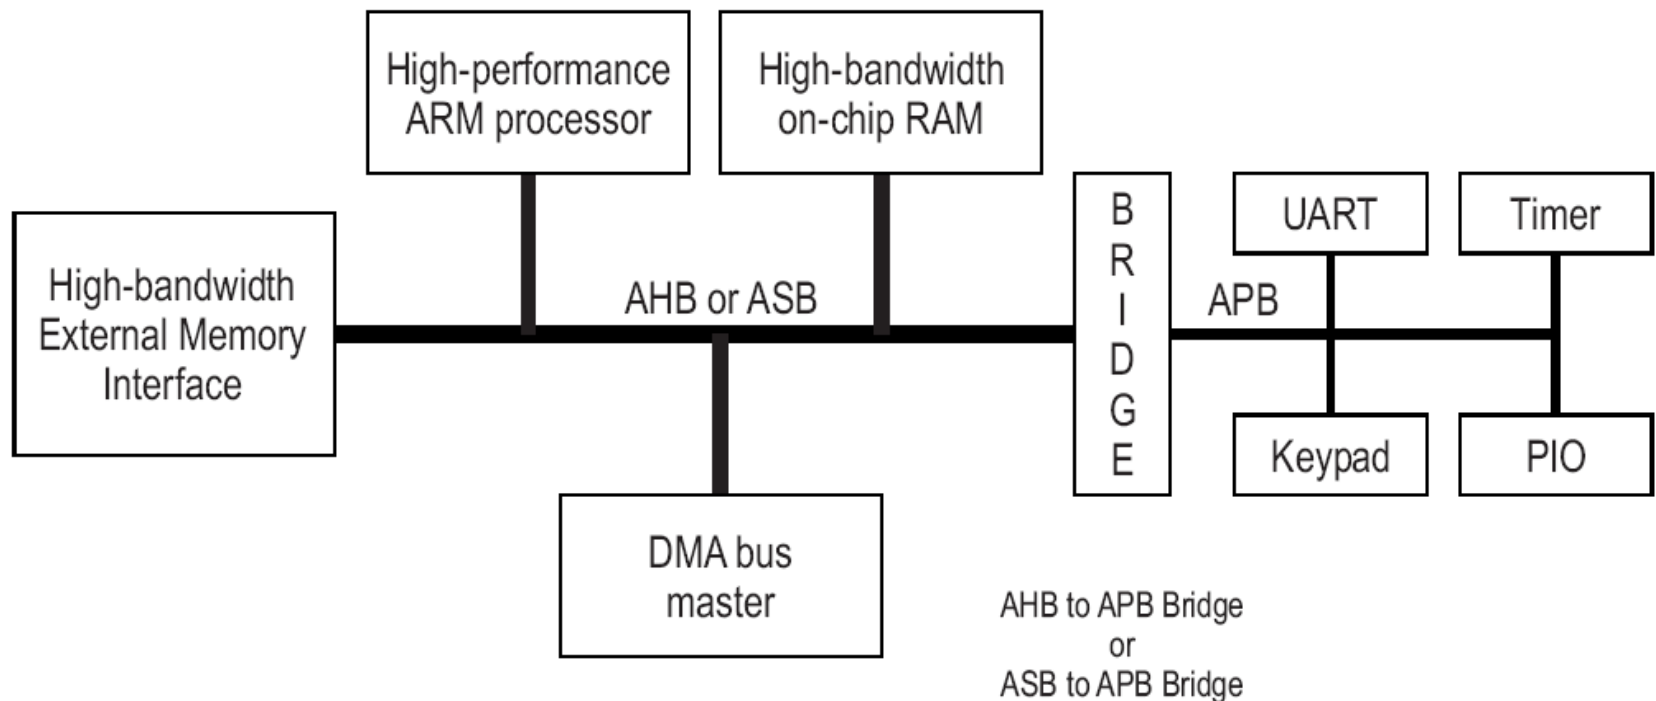 High-performance
ARM processor
High-bandwidth
on-chip RAM
High-bandwidth
External Memory
Interface
AHB or ASB
B
R
I
D
G
E
APB
UART
Timer
Keypad
PIO
DMA bus
master
AHB to APB Bridge
or
ASB to APB Bridge